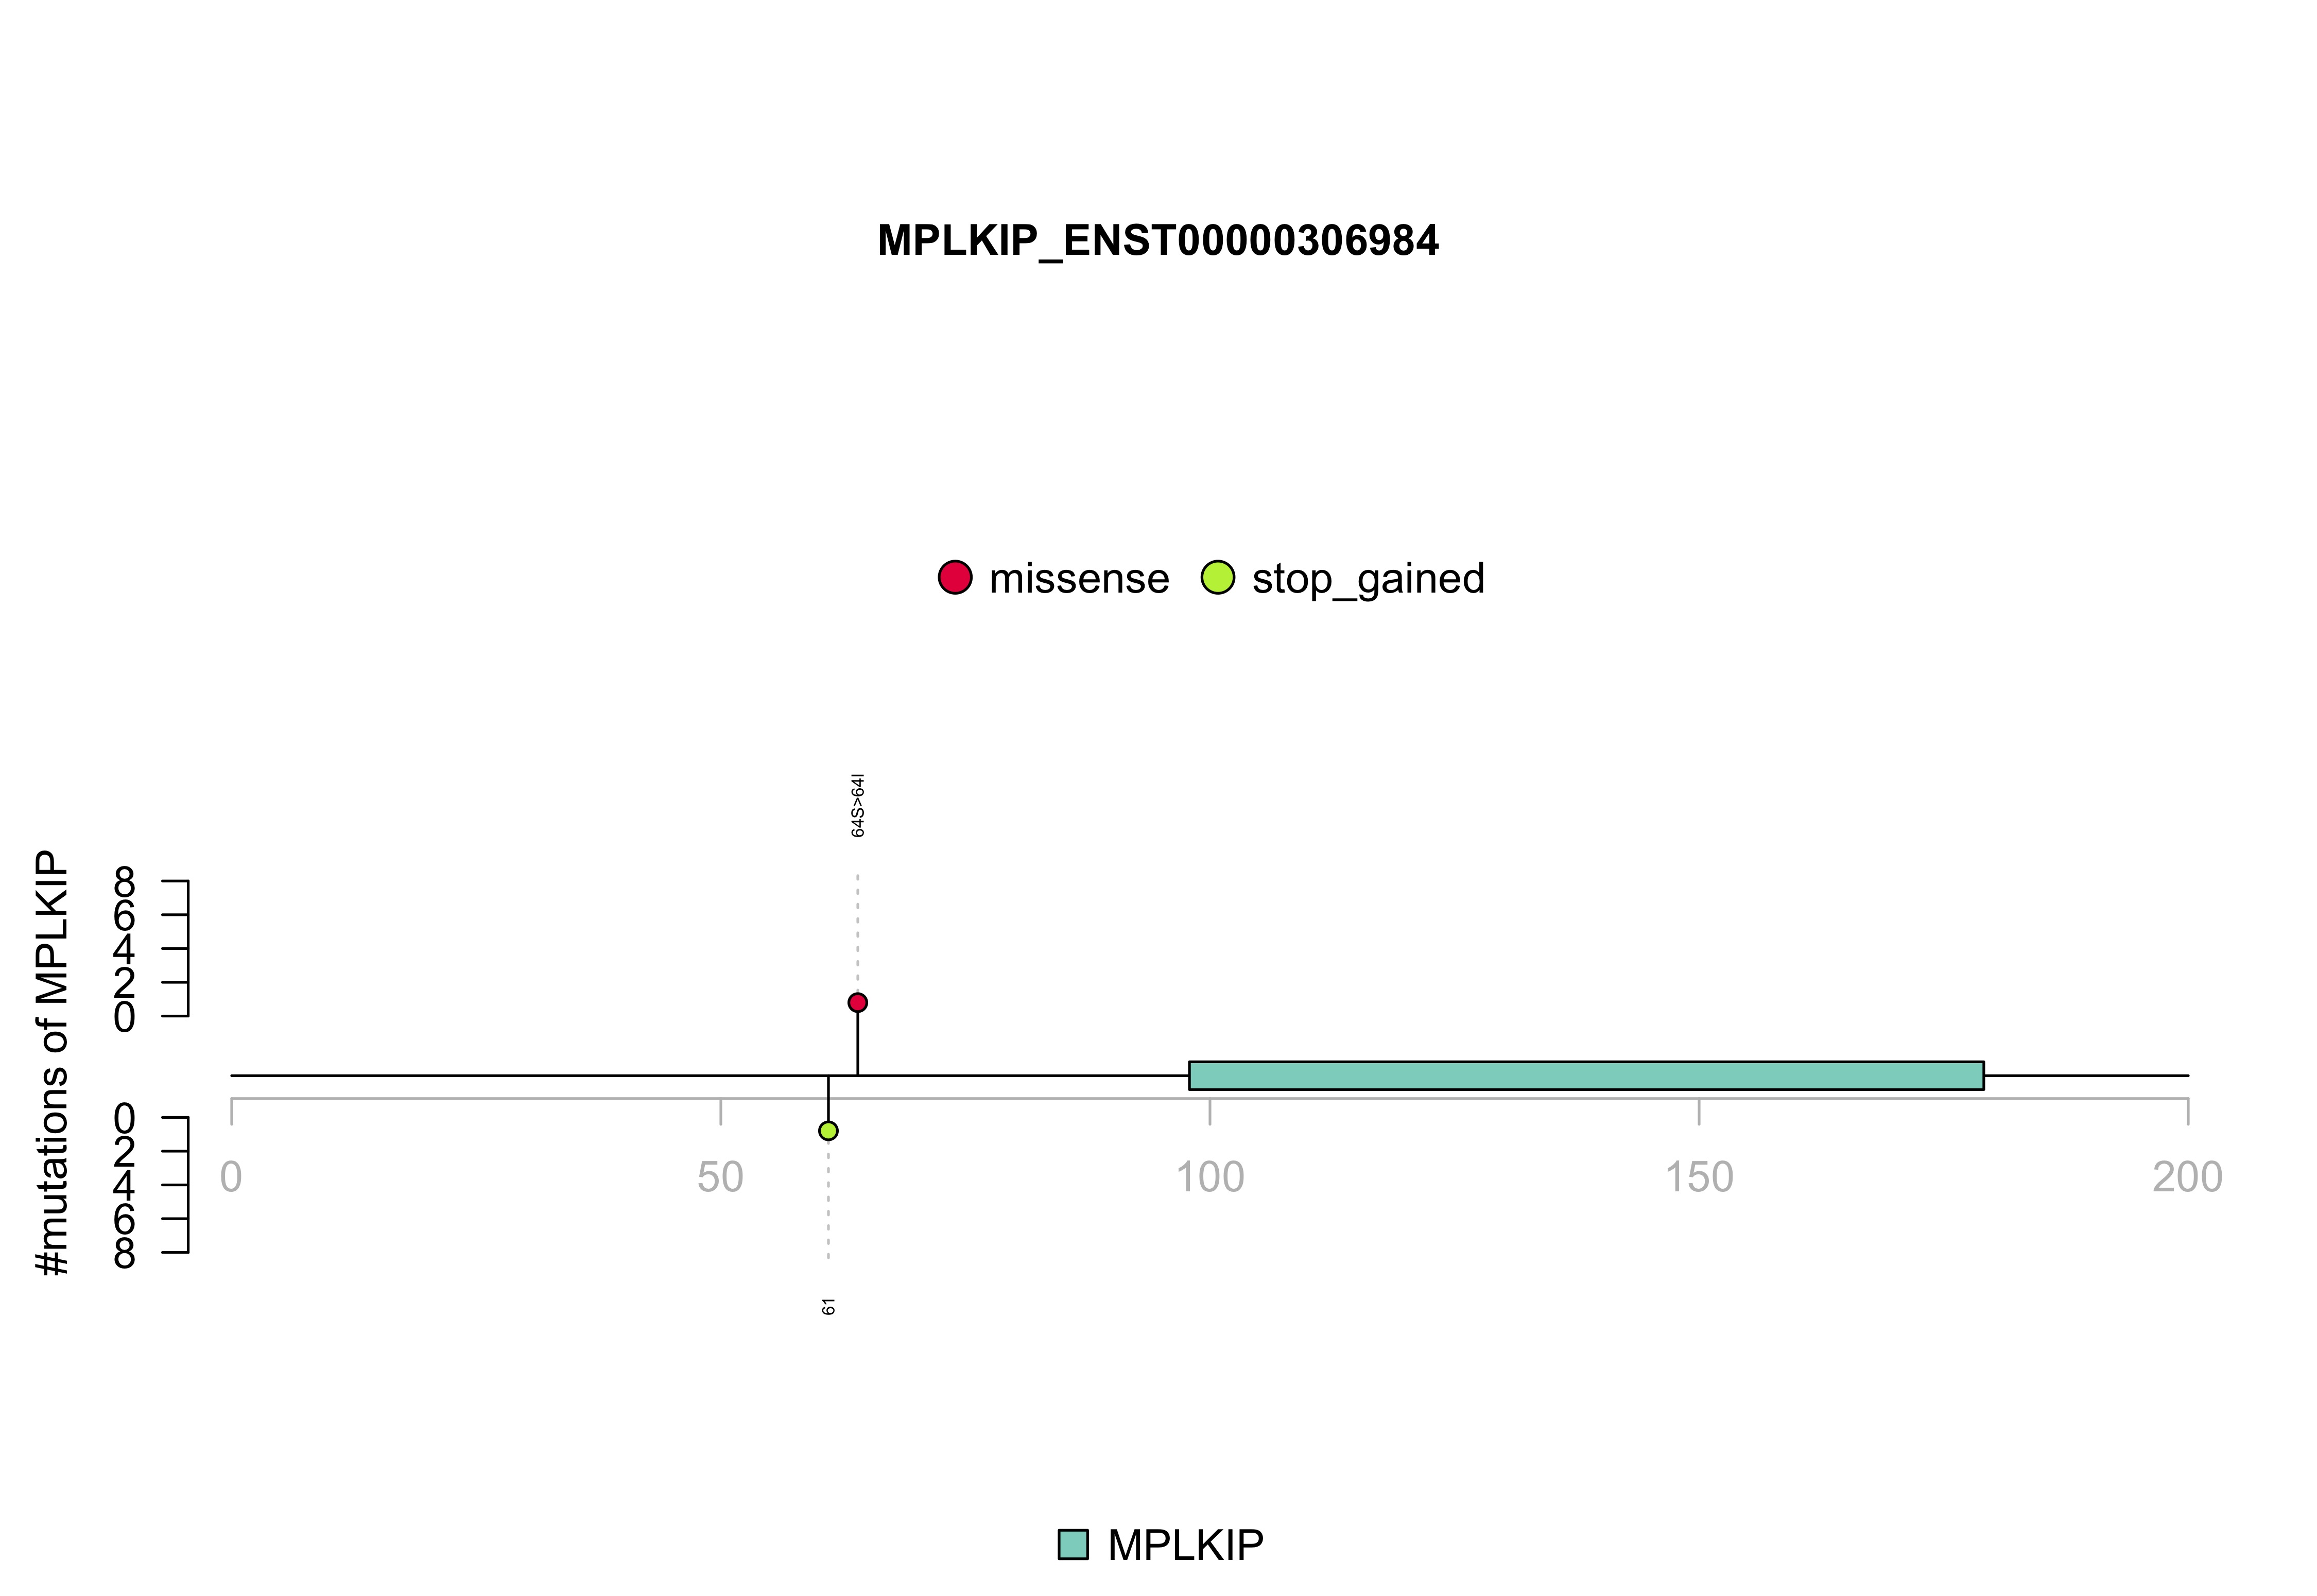 MPLKIP_ENST00000306984
missense stop_gained
64S>64I
#mutations of MPLKIP
8
6
4
2
0
0
2
4
6
8
0 50 100 150 200
61
MPLKIP